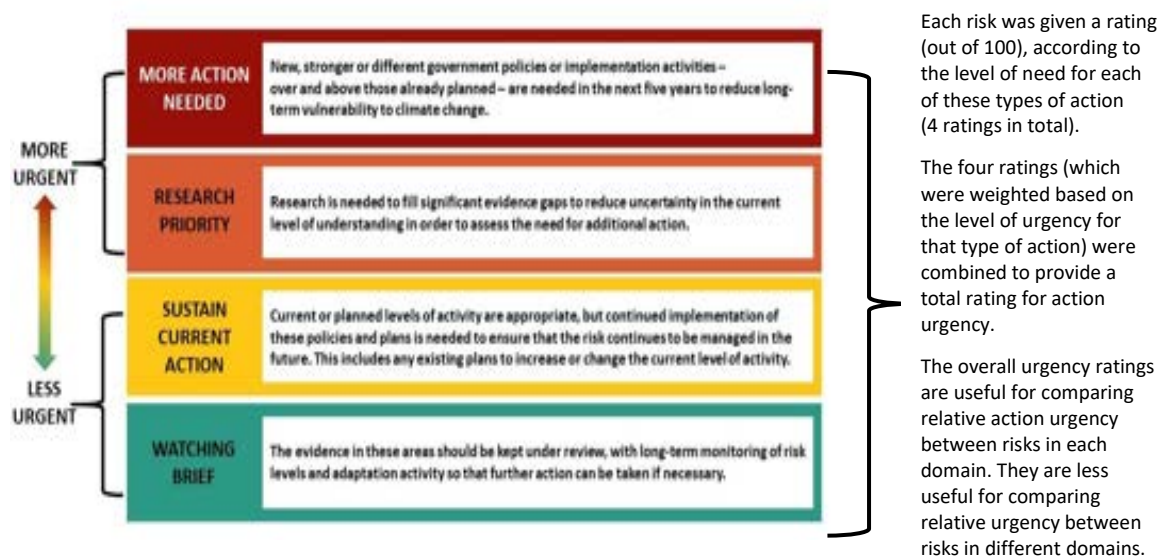 MORE
URGENT
LESS
URGENT
MORE ACTION
NEEDED
New, stronger or different government policies or implementation activities –
over and above those already planned – are needed in the next five years to reduce long-
term vulnerability to climate change.
RESEARCH
PRIORITY
Research is needed to fill significant evidence gaps to reduce uncertainty in the current
level of understanding in order to assess the need for additional action.
SUSTAIN
CURRENT
ACTION
Current or planned levels of activity are appropriate, but continued implementation of
these policies and plans is needed to ensure that the risk continues to be managed in the
future. This includes any existing plans to increase or change the current level of activity.
WATCHING
BRIEF
The evidence in these areas should be kept under review, with long-term monitoring of risk
levels and adaptation activity so that further action can be taken if necessary.
Each risk was given a rating
(out of 100), according to
the level of need for each
of these types of action
(4 ratings in total).
The four ratings (which
were weighted based on
the level of urgency for
that type of action) were
combined to provide a
total rating for action
urgency.
The overall urgency ratings
are useful for comparing
relative action urgency
between risks in each
domain. They are less
useful for comparing
relative urgency between
risks in different domains.